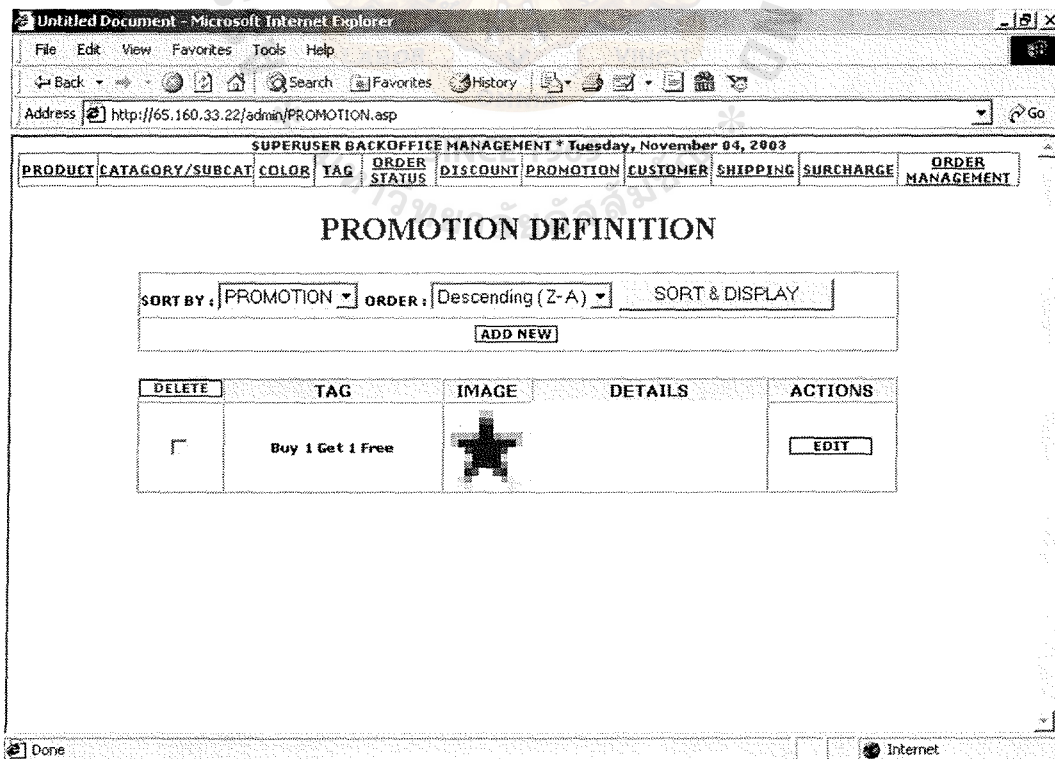 Untitled Document - Microsoft Internet Explorer
File Edit View Favorites Tools Help
Back Search Favorites History
Address http://65.160.33.22/admin/PROMOTION.asp Go
SUPERUSER BACKOFFICE MANAGEMENT * Tuesday, November 04, 2003
PRODUCT CATAGORY/SUBCAT COLOR TAG ORDER STATUS DISCOUNT PROMOTION CUSTOMER SHIPPING SURCHARGE ORDER MANAGEMENT
PROMOTION DEFINITION
SORT BY : PROMOTION ORDER : Descending (Z-A) SORT & DISPLAY
ADD NEW
DELETE TAG IMAGE DETAILS ACTIONS
Buy 1 Get 1 Free EDIT
Done Internet